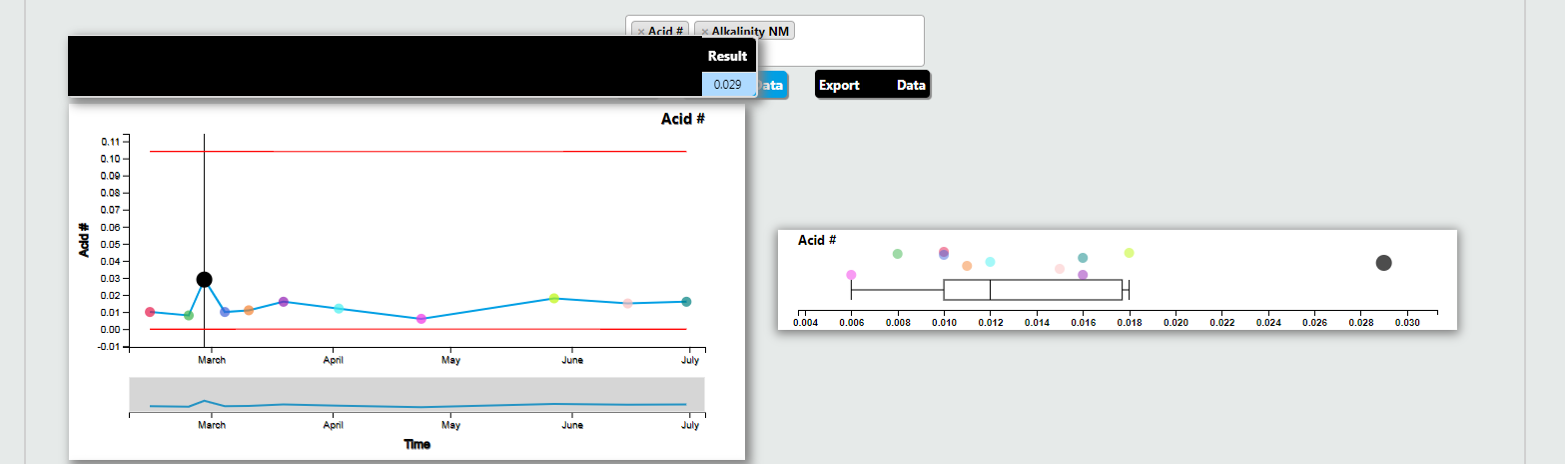 × Acid # × Alkalinity NM
Result
0.029
ata
Export Data
Acid #
0.11
0.10
0.09
0.08
0.07
0.06
0.05
0.04
0.03
0.02
0.01
0.00
-0.01
Acid #
March April May June July
March April May June July
Time
Acid #
0.004 0.006 0.008 0.010 0.012 0.014 0.016 0.018 0.020 0.022 0.024 0.026 0.028 0.030